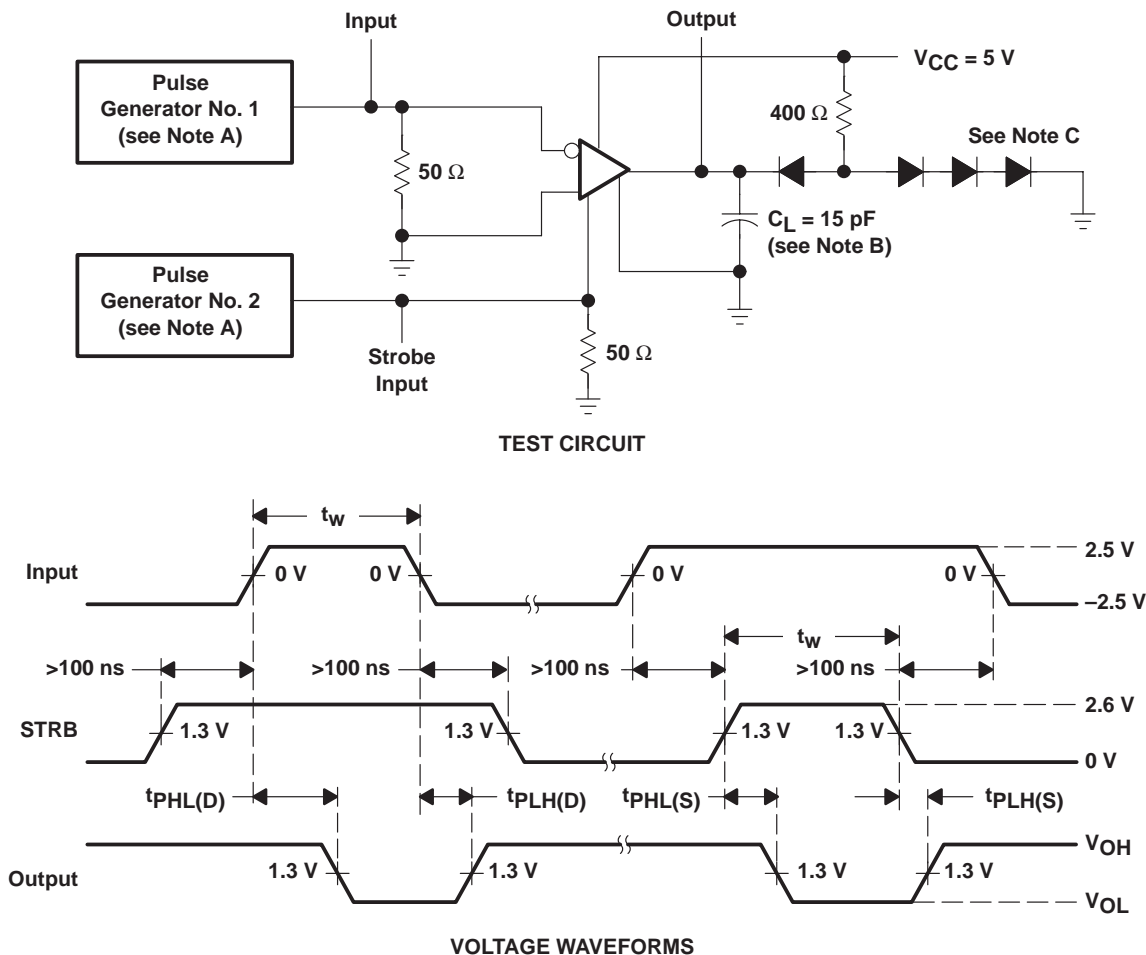 Input
Output
Pulse
Generator No. 1
(see Note A)
VCC = 5 V
400 Ω
See Note C
50 Ω
CL = 15 pF
(see Note B)
Pulse
Generator No. 2
(see Note A)
Strobe
Input
50 Ω
TEST CIRCUIT
tw
Input
0 V
0 V
0 V
0 V
2.5 V
–2.5 V
tw
>100 ns
>100 ns
>100 ns
>100 ns
STRB
1.3 V
1.3 V
1.3 V
1.3 V
2.6 V
0 V
tPHL(D)
tPLH(D)
tPHL(S)
tPLH(S)
Output
1.3 V
1.3 V
1.3 V
1.3 V
VOH
VOL
VOLTAGE WAVEFORMS